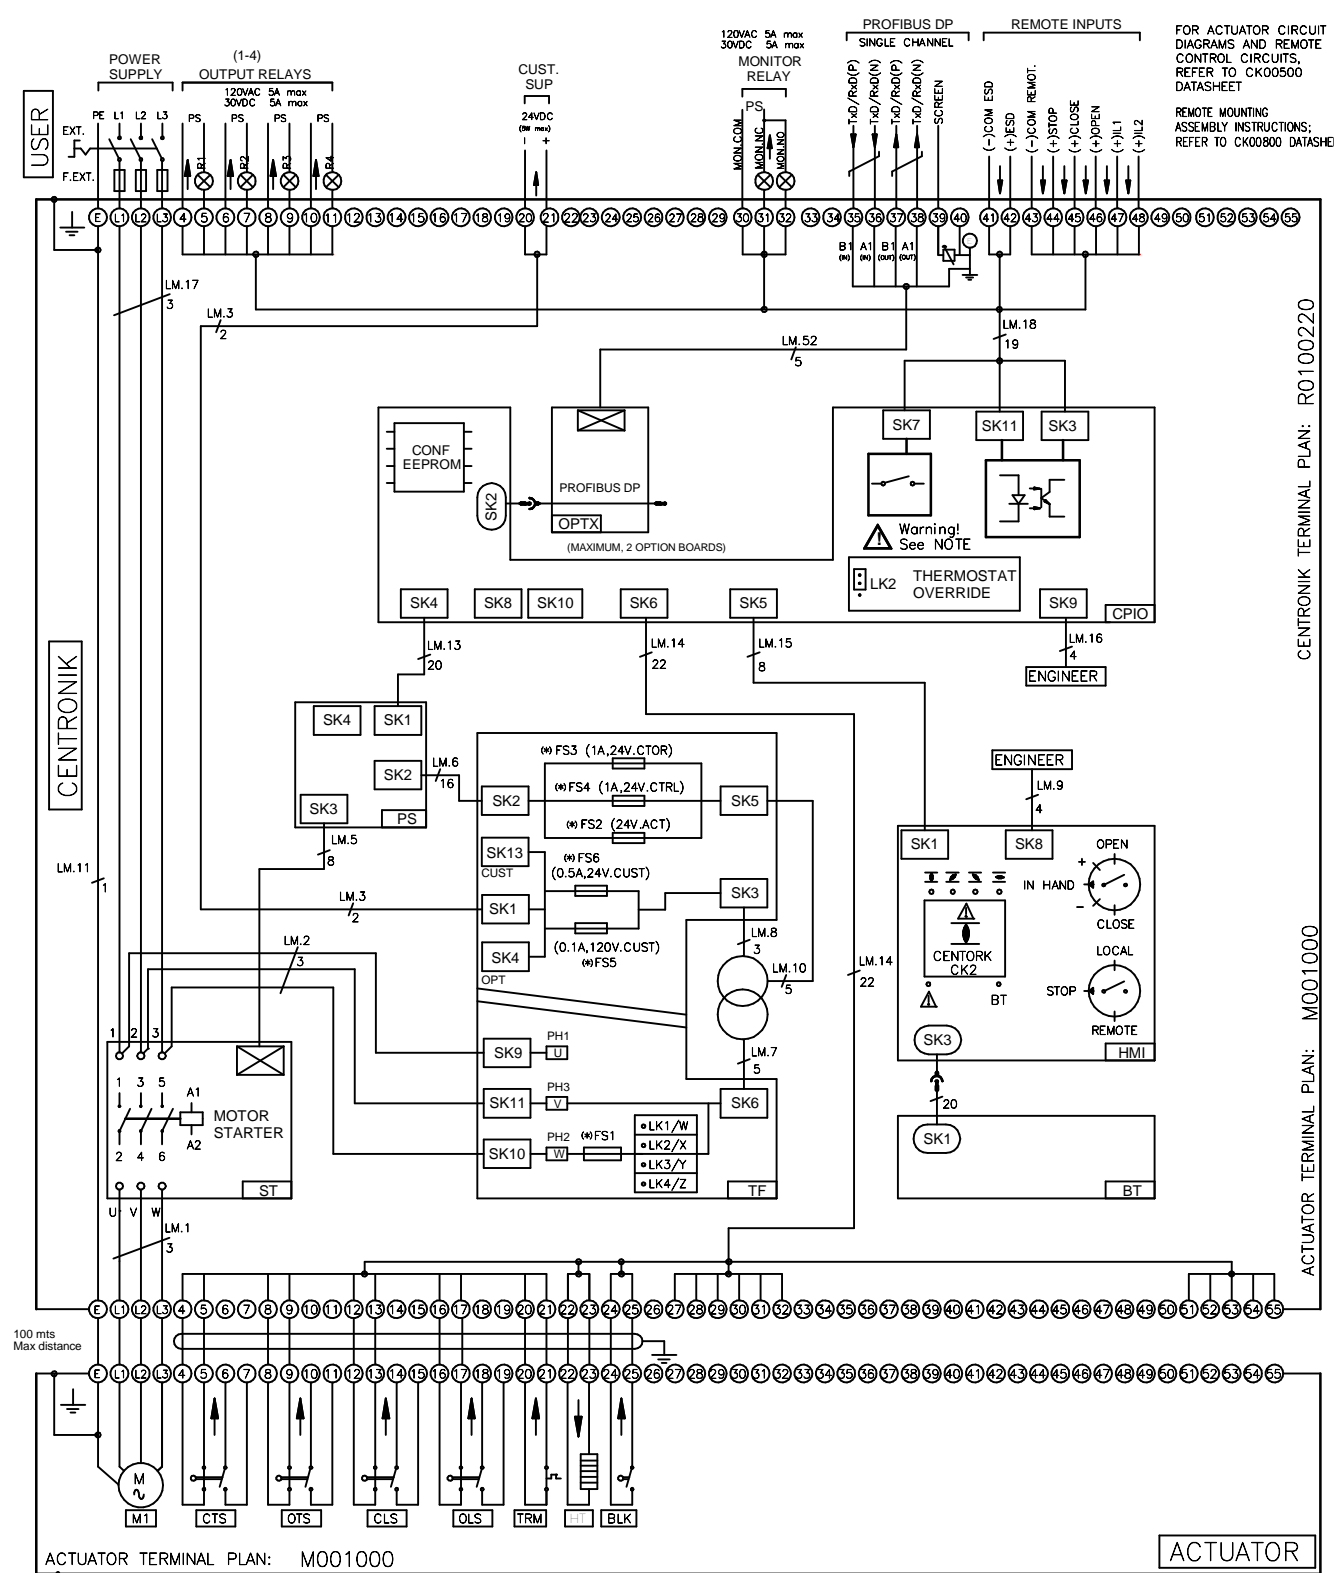 POWER
SUPPLY
(1-4)
OUTPUT RELAYS
120VAC 5A max
30VDC 5A max
CUST.
SUP
24VDC
(5W max)
- +
120VAC 5A max
30VDC 5A max
MONITOR
RELAY
PROFIBUS DP
SINGLE CHANNEL
REMOTE INPUTS
FOR ACTUATOR CIRCUIT
DIAGRAMS AND REMOTE
CONTROL CIRCUITS,
REFER TO CK00500
DATASHEET
REMOTE MOUNTING
ASSEMBLY INSTRUCTIONS;
REFER TO CK00800 DATASHE
USER
PE L1 L2 L3
EXT.
F.EXT.
PS PS PS PS
R1 R2 R3 R4
PS
MON.COM
MON.NC
MON.NO
TxD/RxD(P)
TxD/RxD(N)
TxD/RxD(P)
TxD/RxD(N)
SCREEN
(-)COM ESD
(+)ESD
(-)COM REMOT.
(+)STOP
(+)CLOSE
(+)OPEN
(+)IL1
(+)IL2
E L1 L2 L3 4 5 6 7 8 9 10 11 12 13 14 15 16 17 18 19 20 21 22 23 24 25 26 27 28 29 30 31 32 33 34 35 36 37 38 39 40 41 42 43 44 45 46 47 48 49 50 51 52 53 54 55
B1 A1 B1 A1
(IN) (IN) (OUT) (OUT)
LM.17
3
LM.3
2
LM.52
5
LM.18
19
CENTRONIK TERMINAL PLAN: R0100220
CONF
EEPROM
SK2
PROFIBUS DP
OPTX
(MAXIMUM, 2 OPTION BOARDS)
SK7
SK11
SK3
Warning!
See NOTE
LK2
THERMOSTAT
OVERRIDE
SK4
SK8
SK10
SK6
SK5
SK9
CPIO
LM.13
20
LM.14
22
LM.15
8
LM.16
4
ENGINEER
CENTRONIK
SK4
SK1
SK2
SK3
PS
LM.6
16
LM.5
8
(*) FS3 (1A,24V.CTOR)
(*) FS4 (1A,24V.CTRL)
(*) FS2 (24V.ACT)
SK2
SK5
SK13
CUST
(*) FS6
(0.5A,24V.CUST)
SK1
SK3
SK4
OPT
(0.1A,120V.CUST)
(*)FS5
LM.11
1
LM.3
2
LM.2
3
LM.8
3
LM.10
5
LM.7
5
LM.14
22
SK9
PH1
U
SK11
PH3
V
SK10
PH2
W
(*)FS1
SK6
LK1/W
LK2/X
LK3/Y
LK4/Z
TF
ENGINEER
LM.9
4
SK1
SK8
OPEN
+
IN HAND
-
CLOSE
LOCAL
STOP
REMOTE
CENTORK
CK2
BT
SK3
HMI
20
SK1
BT
ACTUATOR TERMINAL PLAN: M001000
1 2 3
1 3 5
A1
A2
MOTOR
STARTER
2 4 6
ST
U V W
LM.1
3
E L1 L2 L3 4 5 6 7 8 9 10 11 12 13 14 15 16 17 18 19 20 21 22 23 24 25 26 27 28 29 30 31 32 33 34 35 36 37 38 39 40 41 42 43 44 45 46 47 48 49 50 51 52 53 54 55
100 mts
Max distance
E L1 L2 L3 4 5 6 7 8 9 10 11 12 13 14 15 16 17 18 19 20 21 22 23 24 25 26 27 28 29 30 31 32 33 34 35 36 37 38 39 40 41 42 43 44 45 46 47 48 49 50 51 52 53 54 55
M
M1
CTS
OTS
CLS
OLS
TRM
HT
BLK
ACTUATOR TERMINAL PLAN: M001000
ACTUATOR